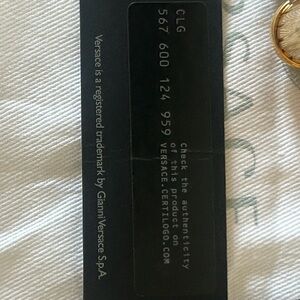 CLG
567 600 124 959
Check the authenticity
of this product on
VERSACE.CERTILOGO.COM
Versace is a registered trademark by Gianni Versace S.p.A.